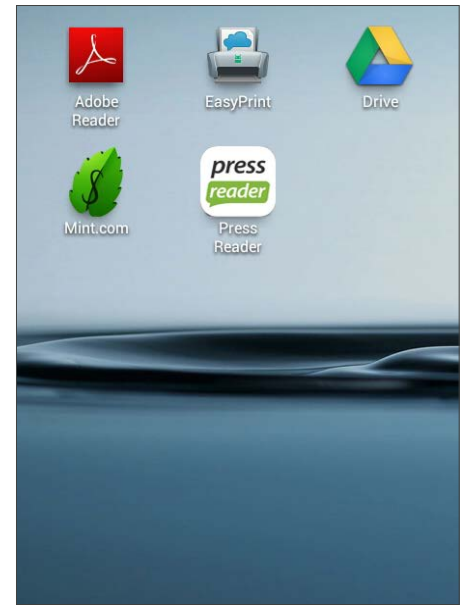 Adobe
Reader
EasyPrint
Drive
$
press
reader
Mint.com
Press
Reader